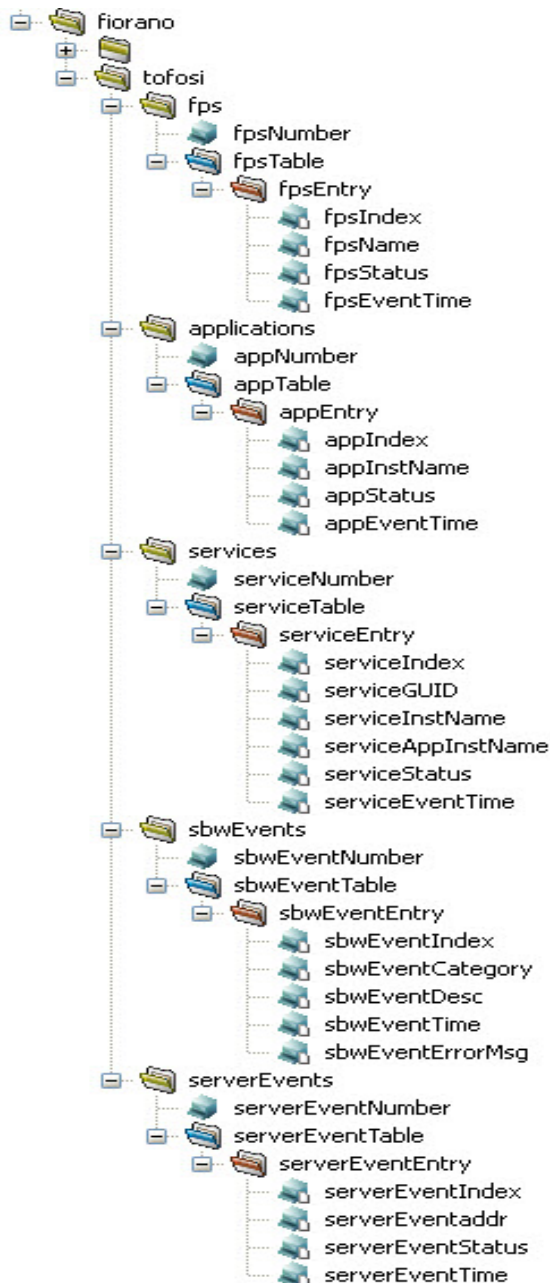 fiorano
tofosi
fps
fpsNumber
fpsTable
fpsEntry
fpsIndex
fpsName
fpsStatus
fpsEventTime
applications
appNumber
appTable
appEntry
appIndex
appInstName
appStatus
appEventTime
services
serviceNumber
serviceTable
serviceEntry
serviceIndex
serviceGUID
serviceInstName
serviceAppInstName
serviceStatus
serviceEventTime
sbwEvents
sbwEventNumber
sbwEventTable
sbwEventEntry
sbwEventIndex
sbwEventCategory
sbwEventDesc
sbwEventTime
sbwEventErrorMsg
serverEvents
serverEventNumber
serverEventTable
serverEventEntry
serverEventIndex
serverEventaddr
serverEventStatus
serverEventTime